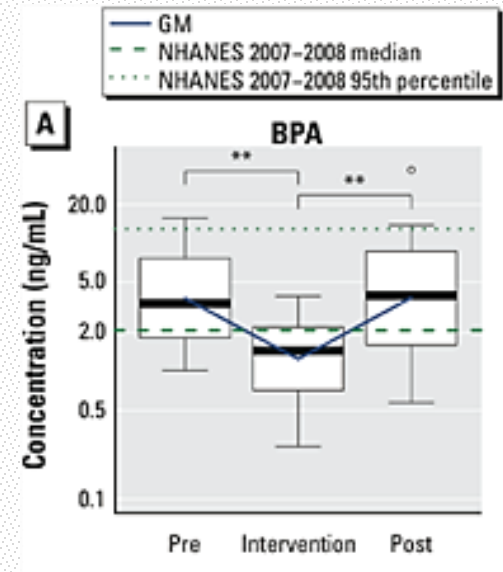 GM
NHANES 2007–2008 median
NHANES 2007–2008 95th percentile
A
BPA
**
**
Concentration (ng/mL)
20.0
5.0
2.0
0.5
0.1
Pre Intervention Post